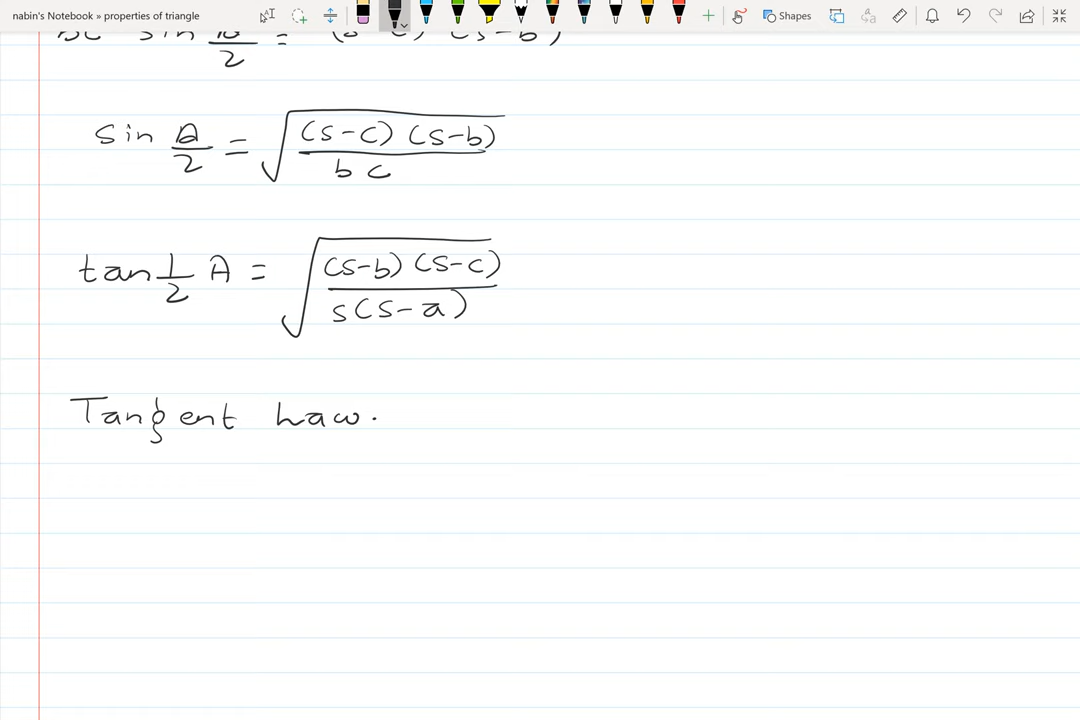 nabin's Notebook » properties of triangle
Shapes
sin A/2 = √((s-c)(s-b)/bc)
tan 1/2 A = √((s-b)(s-c)/s(s-a))
Tangent Law.